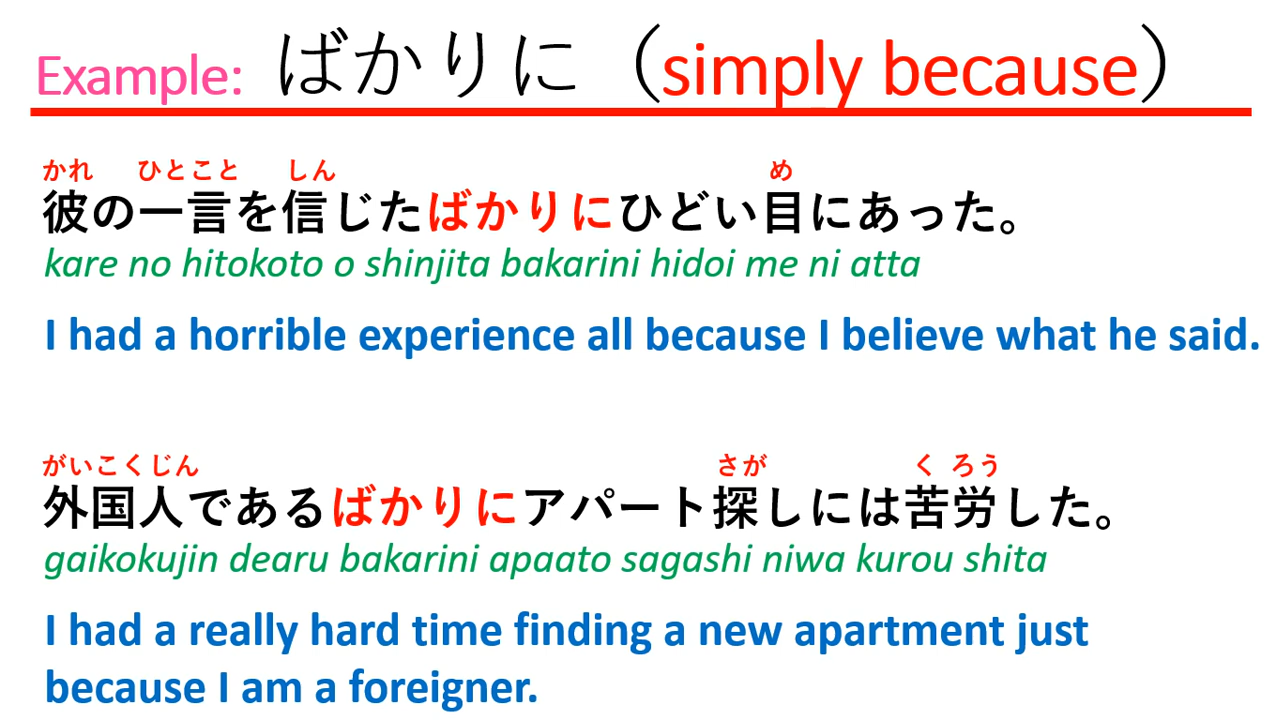 Example: ばかりに（simply because）
かれ ひとこと しん め
彼の一言を信じたばかりにひどい目にあった。
kare no hitokoto o shinjita bakarini hidoi me ni atta
I had a horrible experience all because I believe what he said.
がいこくじん さが く ろう
外国人であるばかりにアパート探しには苦労した。
gaikokujin dearu bakarini apaato sagashi niwa kurou shita
I had a really hard time finding a new apartment just
because I am a foreigner.